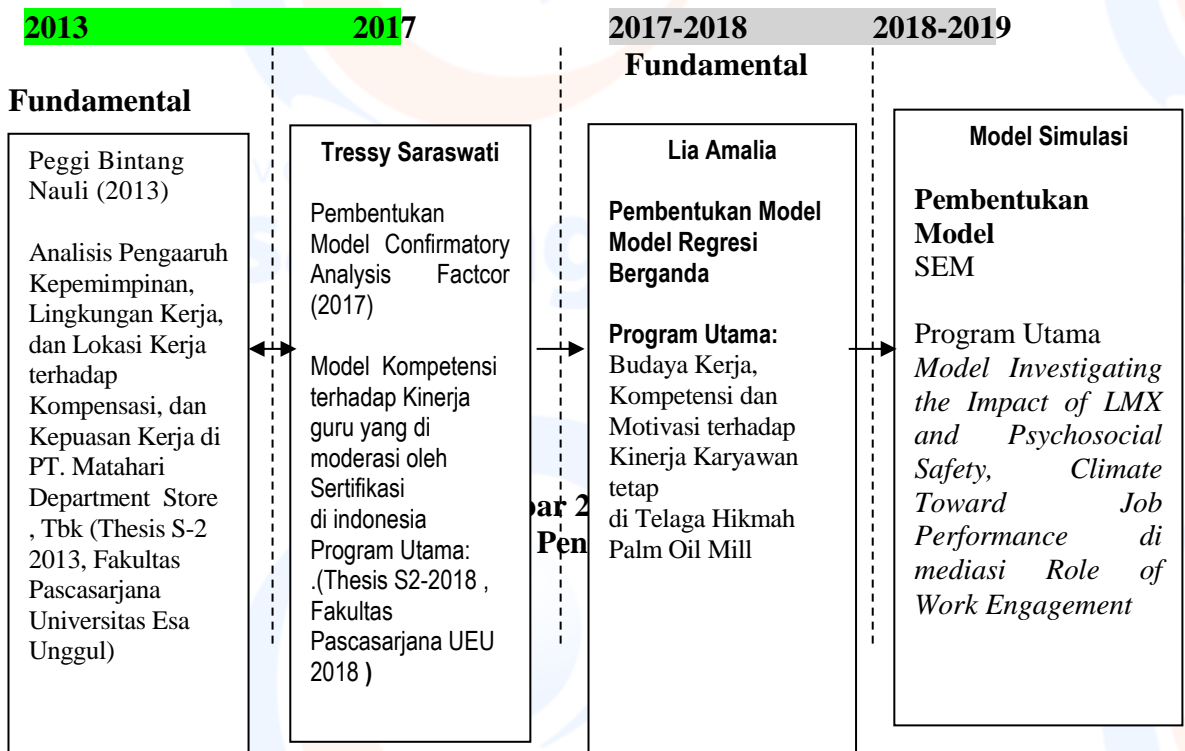 2013 2017 2017-2018 2018-2019
Fundamental
Fundamental
Peggi Bintang
Nauli (2013)
Analisis Pengaaruh
Kepemimpinan,
Lingkungan Kerja,
dan Lokasi Kerja
terhadap
Kompensasi, dan
Kepuasan Kerja di
PT. Matahari
Department Store
, Tbk (Thesis S-2
2013, Fakultas
Pascasarjana
Universitas Esa
Unggul)
Tressy Saraswati
Pembentukan
Model Confirmatory
Analysis Factcor
(2017)
Model Kompetensi
terhadap Kinerja
guru yang di
moderasi oleh
Sertifikasi
di indonesia
Program Utama:
.(Thesis S2-2018 ,
Fakultas
Pascasarjana UEU
2018 )
bar 2
Pen
Lia Amalia
Pembentukan Model
Model Regresi
Berganda
Program Utama:
Budaya Kerja,
Kompetensi dan
Motivasi terhadap
Kinerja Karyawan
tetap
di Telaga Hikmah
Palm Oil Mill
Model Simulasi
Pembentukan
Model
SEM
Program Utama
Model Investigating
the Impact of LMX
and Psychosocial
Safety, Climate
Toward Job
Performance di
mediasi Role of
Work Engagement